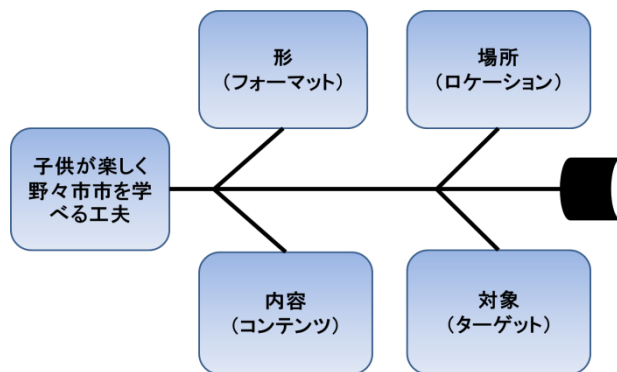 形
（フォーマット）
場所
（ロケーション）
子供が楽しく
野々市市を学
べる工夫
内容
（コンテンツ）
対象
（ターゲット）